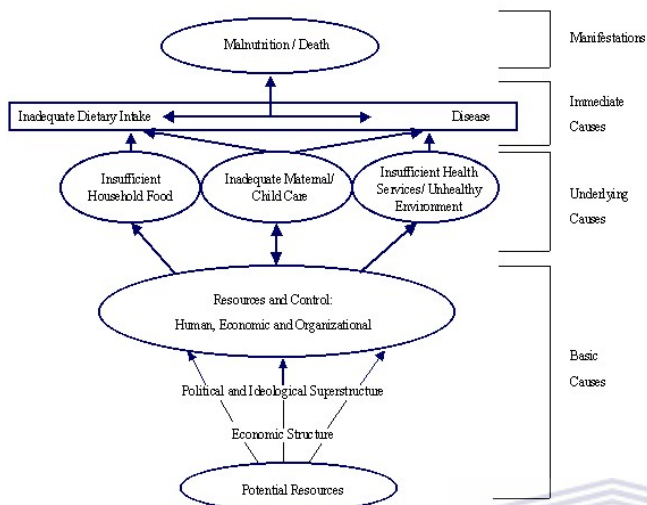 Malnutrition / Death
Manifestations
Inadequate Dietary Intake
Disease
Immediate
Causes
Insufficient
Household Food
Inadequate Maternal/
Child Care
Insufficient Health
Services/ Unhealthy
Environment
Underlying
Causes
Resources and Control:
Human, Economic and Organizational
Basic
Causes
Political and Ideological Superstructure
Economic Structure
Potential Resources